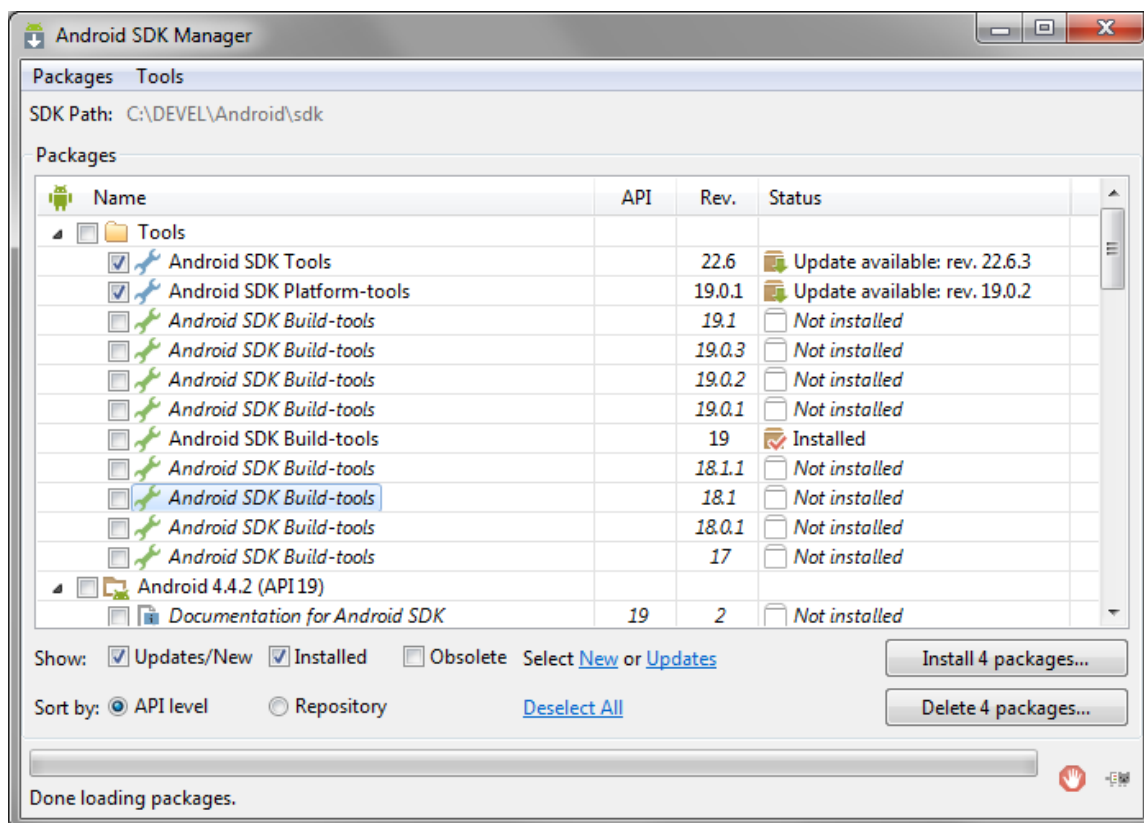 Android SDK Manager
Packages Tools
SDK Path: C:\DEVEL\Android\sdk
Packages
Name API Rev. Status
Tools
Android SDK Tools 22.6 Update available: rev. 22.6.3
Android SDK Platform-tools 19.0.1 Update available: rev. 19.0.2
Android SDK Build-tools 19.1 Not installed
Android SDK Build-tools 19.0.3 Not installed
Android SDK Build-tools 19.0.2 Not installed
Android SDK Build-tools 19.0.1 Not installed
Android SDK Build-tools 19 Installed
Android SDK Build-tools 18.1.1 Not installed
Android SDK Build-tools 18.1 Not installed
Android SDK Build-tools 18.0.1 Not installed
Android SDK Build-tools 17 Not installed
Android 4.4.2 (API 19)
Documentation for Android SDK 19 2 Not installed
Show: Updates/New Installed Obsolete Select New or Updates Install 4 packages...
Sort by: API level Repository Deselect All Delete 4 packages...
Done loading packages.